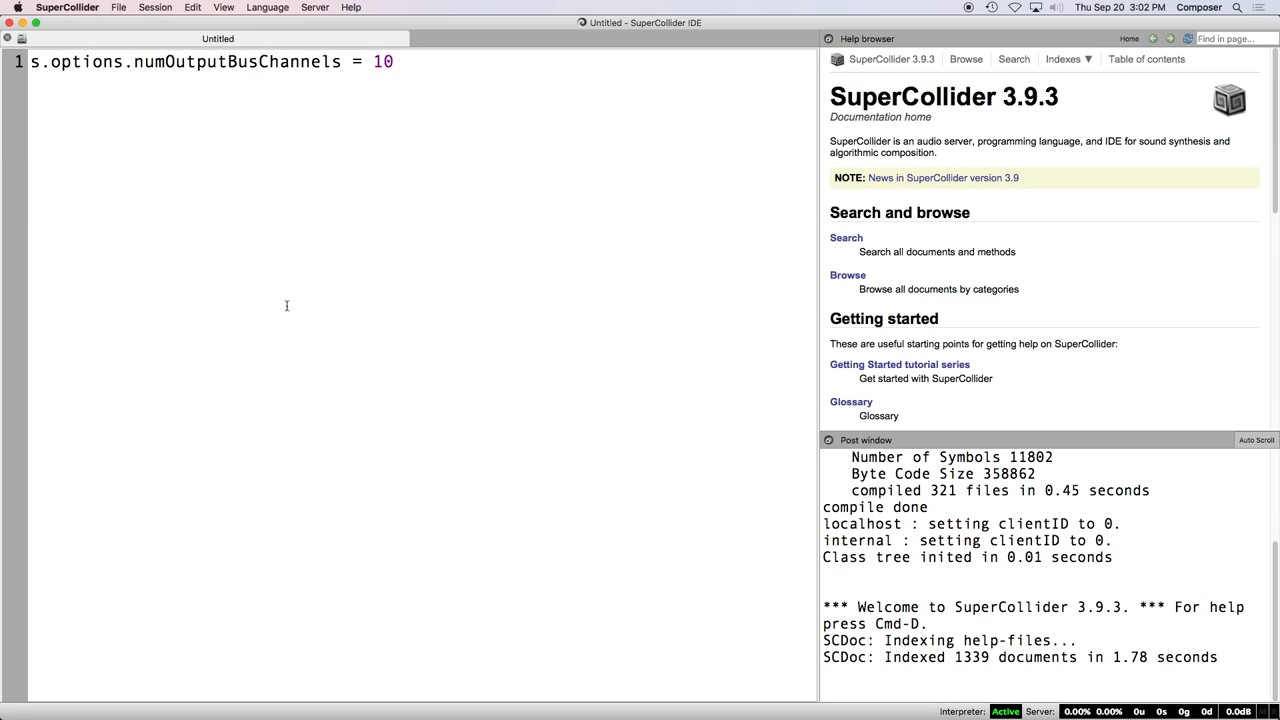 SuperCollider File Session Edit View Language Server Help Thu Sep 20 3:02 PM Composer
Untitled - SuperCollider IDE
Untitled
1 s.options.numOutputBusChannels = 10
Help browser Home Find in page...
SuperCollider 3.9.3 Browse Search Indexes ▼ Table of contents
SuperCollider 3.9.3
Documentation home
SuperCollider is an audio server, programming language, and IDE for sound synthesis and
algorithmic composition.
NOTE: News in SuperCollider version 3.9
Search and browse
Search
Search all documents and methods
Browse
Browse all documents by categories
Getting started
These are useful starting points for getting help on SuperCollider:
Getting Started tutorial series
Get started with SuperCollider
Glossary
Glossary
Post window Auto Scroll
Number of Symbols 11802
Byte Code Size 358862
compiled 321 files in 0.45 seconds
compile done
localhost : setting clientID to 0.
internal : setting clientID to 0.
Class tree inited in 0.01 seconds
*** Welcome to SuperCollider 3.9.3. *** For help
press Cmd-D.
SCDoc: Indexing help-files...
SCDoc: Indexed 1339 documents in 1.78 seconds
Interpreter: Active Server: 0.00% 0.00% 0u 0s 0g 0d 0.0dB